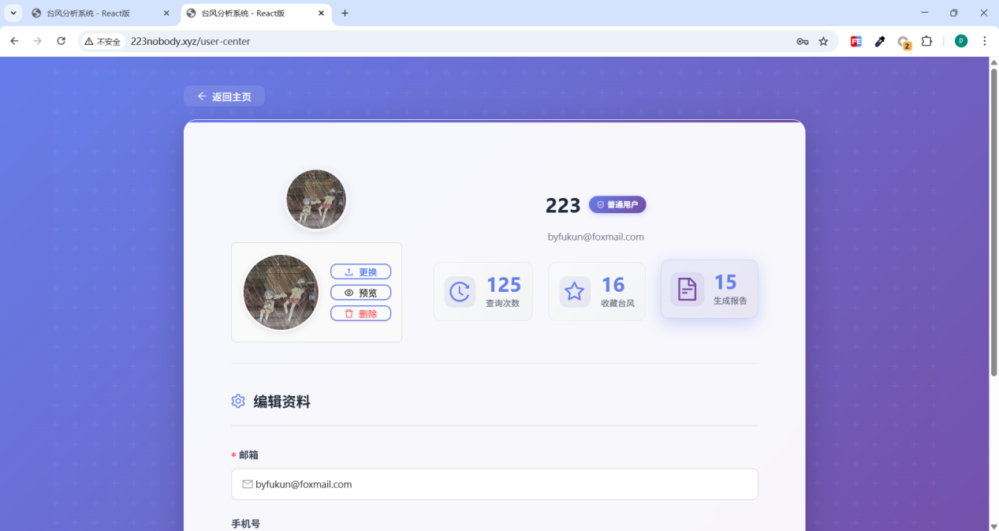 台风分析系统 - React版
台风分析系统 - React版
不安全
223nobody.xyz/user-center
2
P
返回主页
223
普通用户
byfukun@foxmail.com
更换
预览
删除
125
查询次数
16
收藏台风
15
生成报告
编辑资料
* 邮箱
byfukun@foxmail.com
手机号